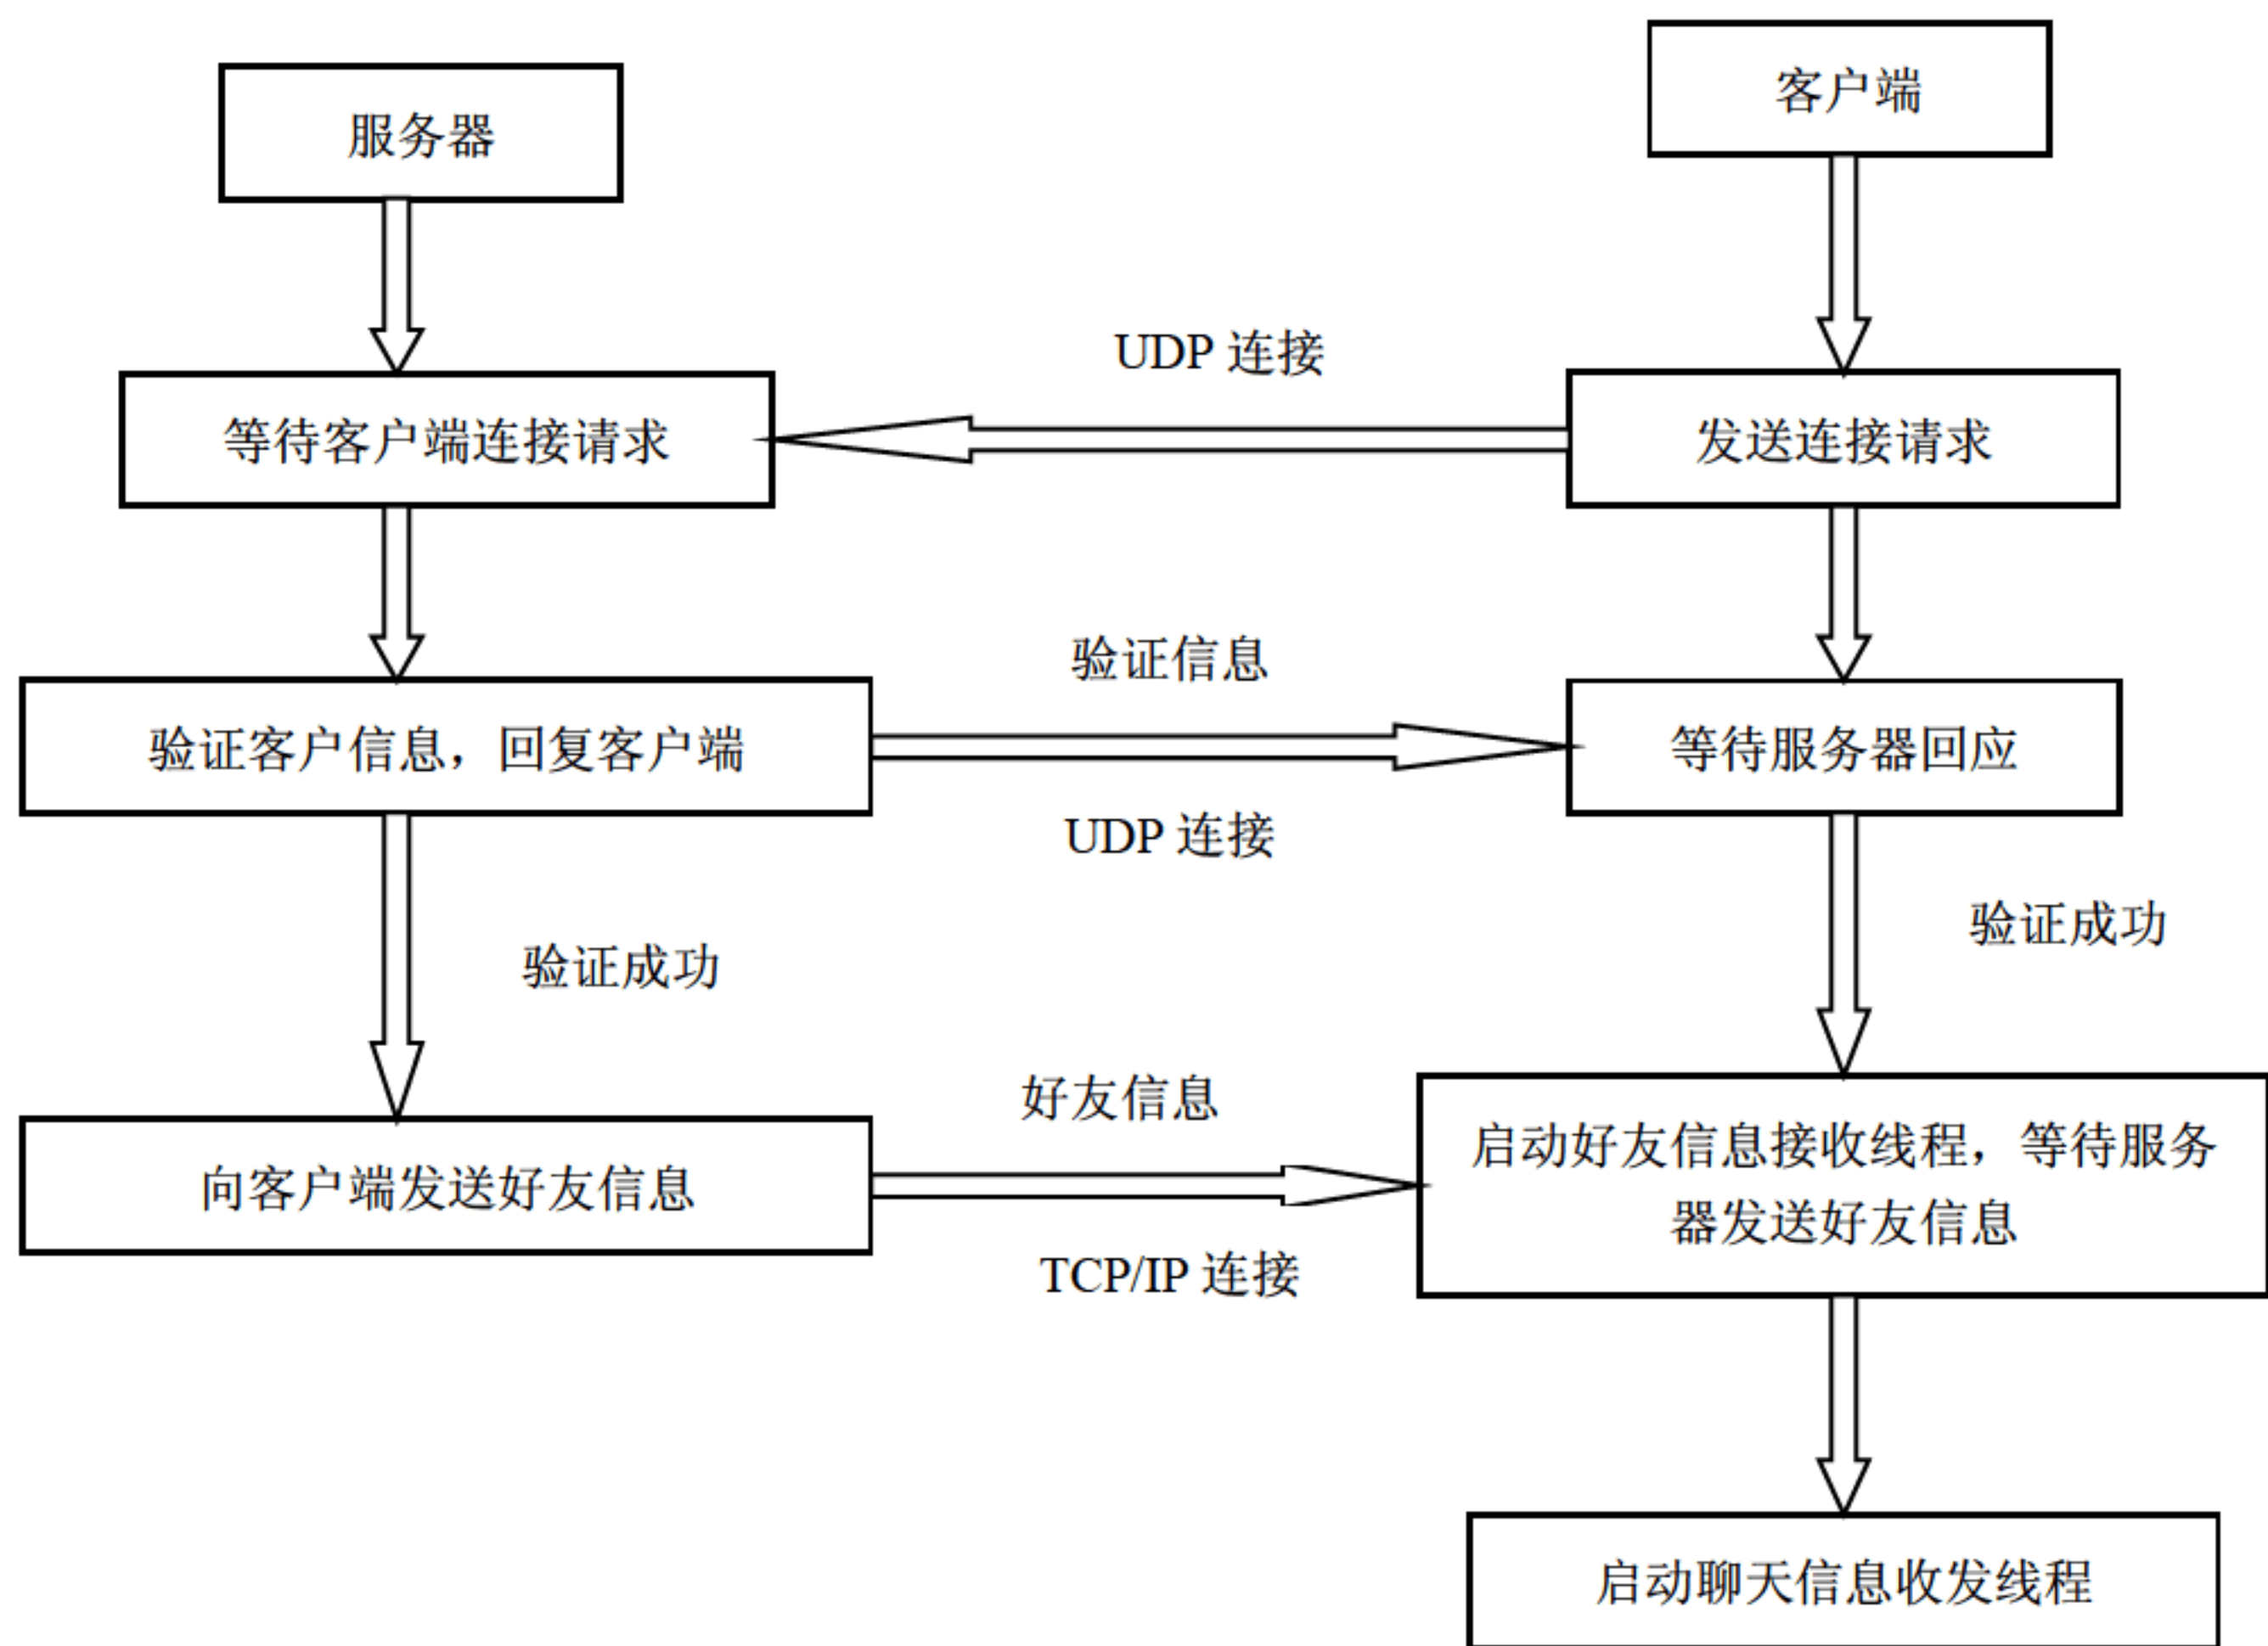 客户端
服务器
UDP 连接
等待客户端连接请求
发送连接请求
验证信息
验证客户信息，回复客户端
等待服务器回应
UDP 连接
验证成功
验证成功
好友信息
启动好友信息接收线程，等待服务
器发送好友信息
向客户端发送好友信息
TCP/IP 连接
启动聊天信息收发线程